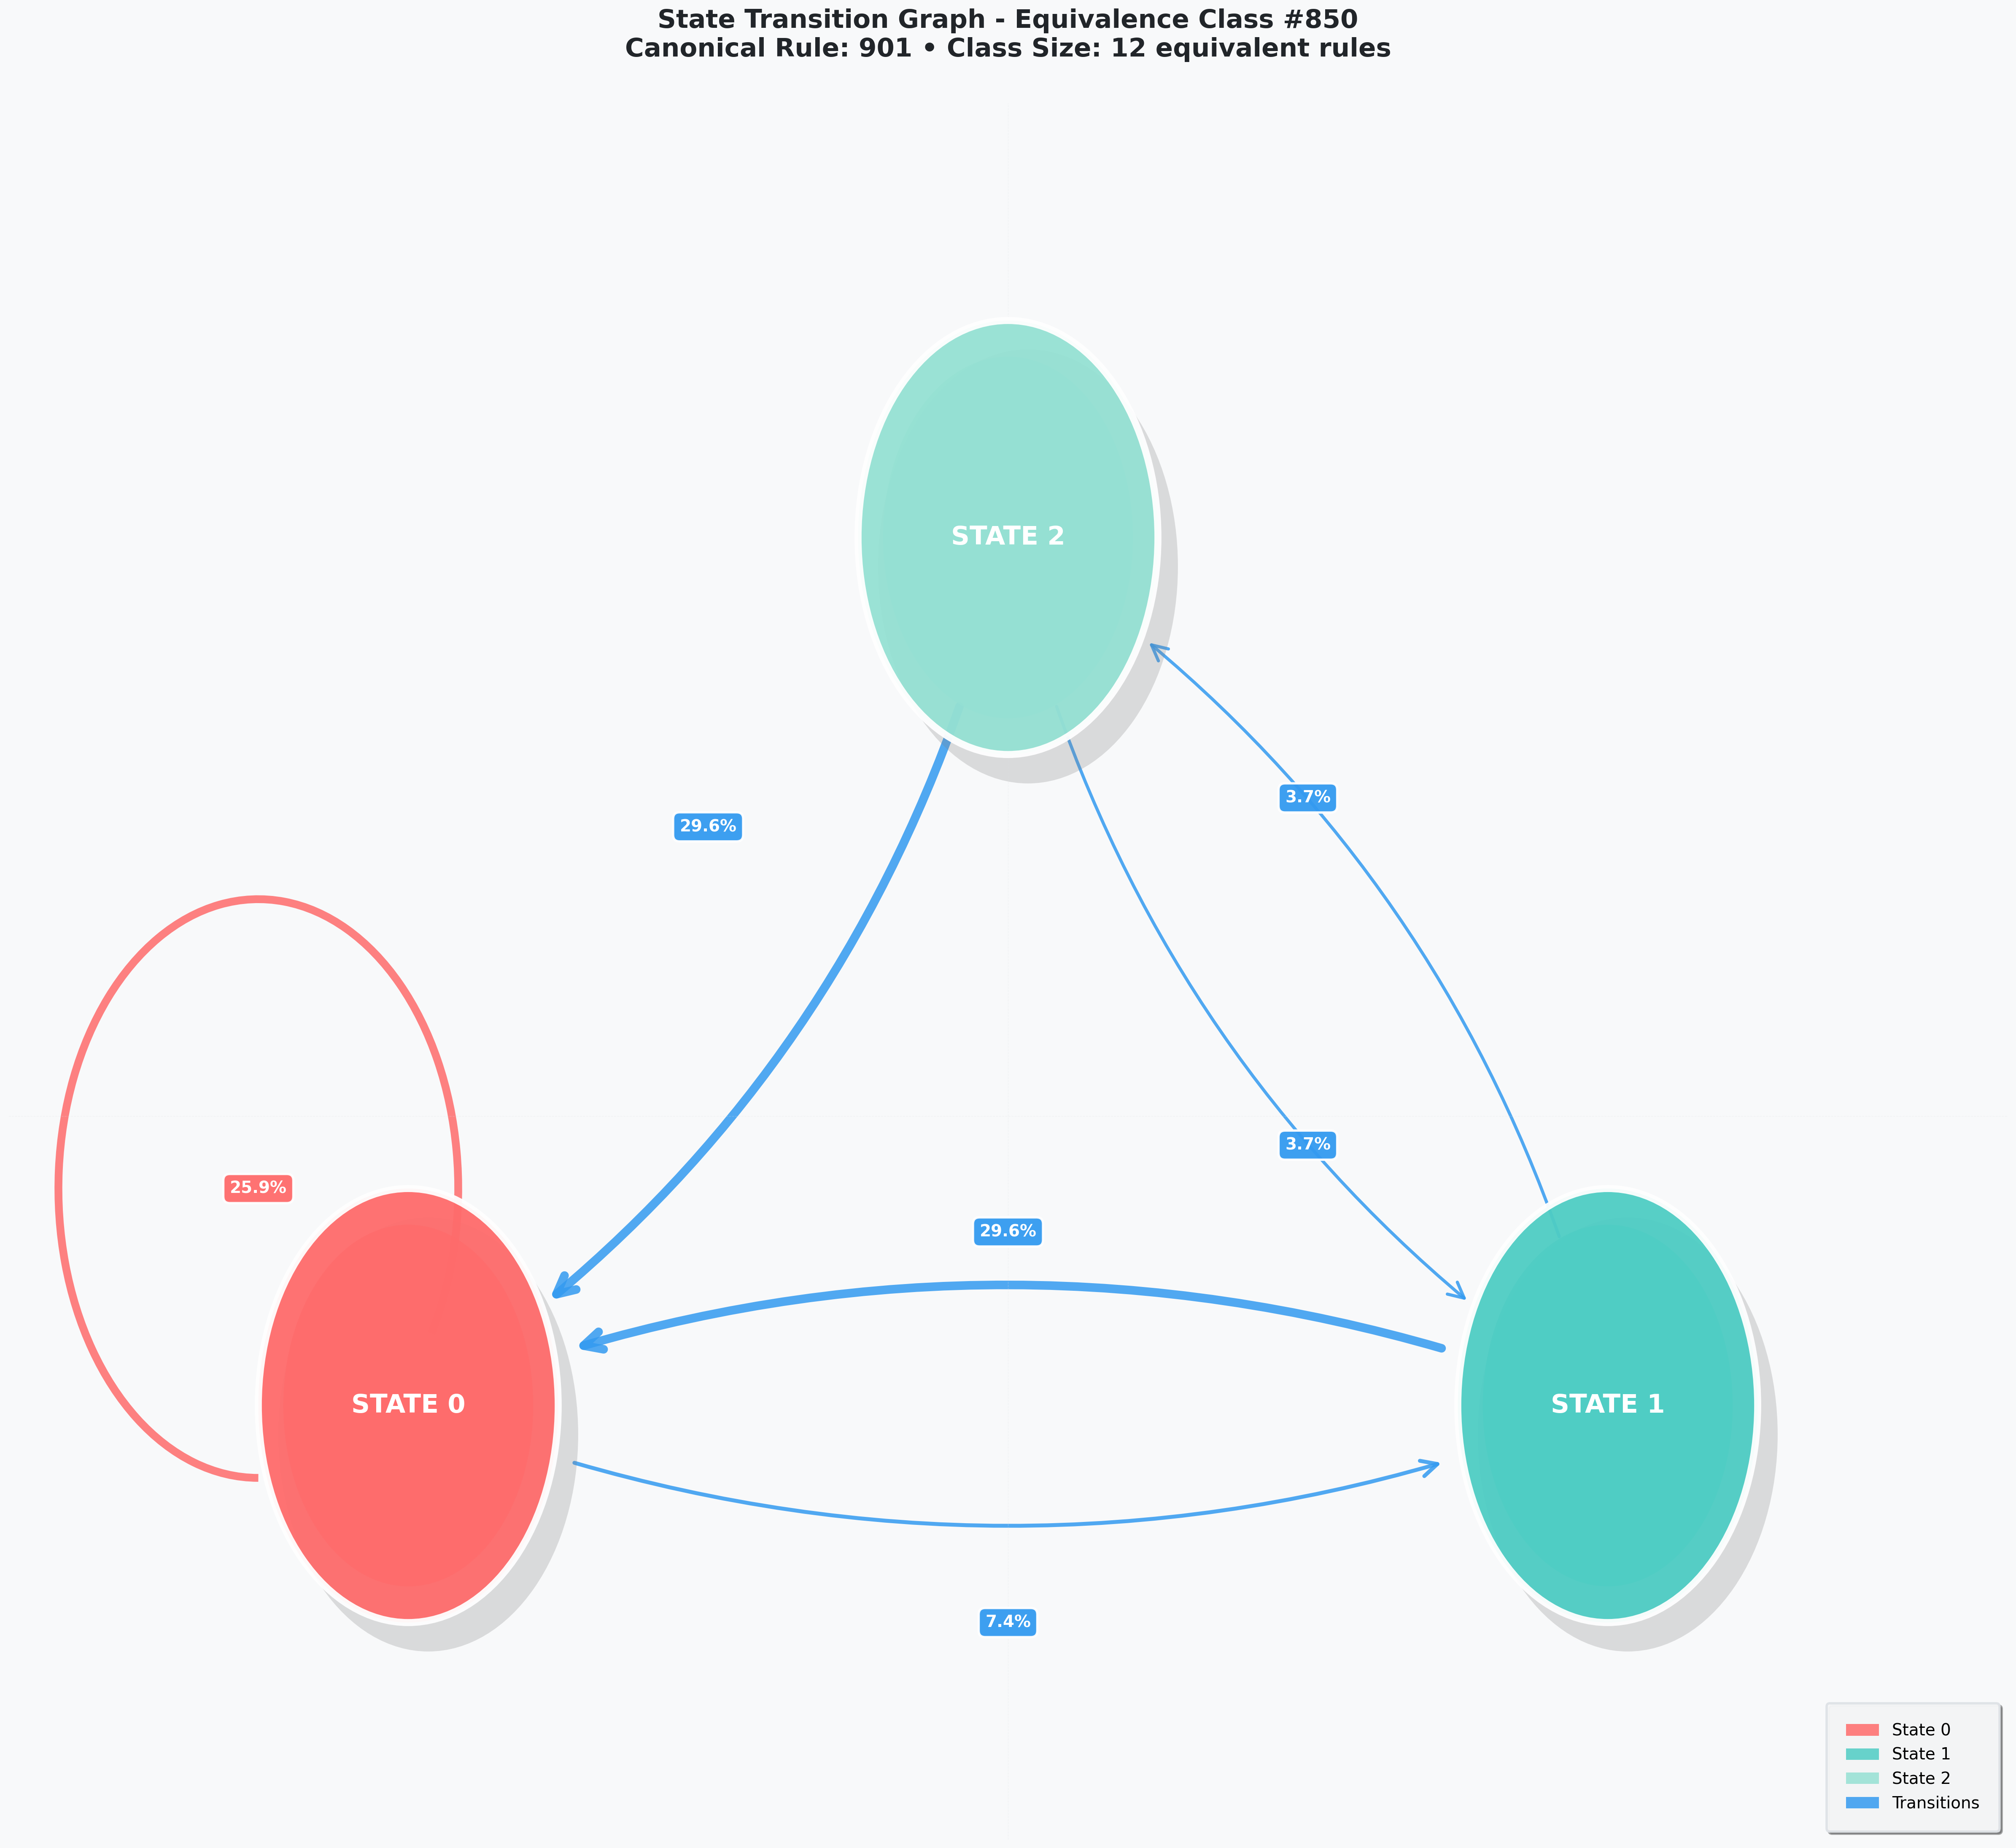 State Transition Graph - Equivalence Class #850
Canonical Rule: 901 • Class Size: 12 equivalent rules
STATE 2
3.7%
29.6%
3.7%
25.9%
29.6%
STATE 0
STATE 1
7.4%
State 0
State 1
State 2
Transitions